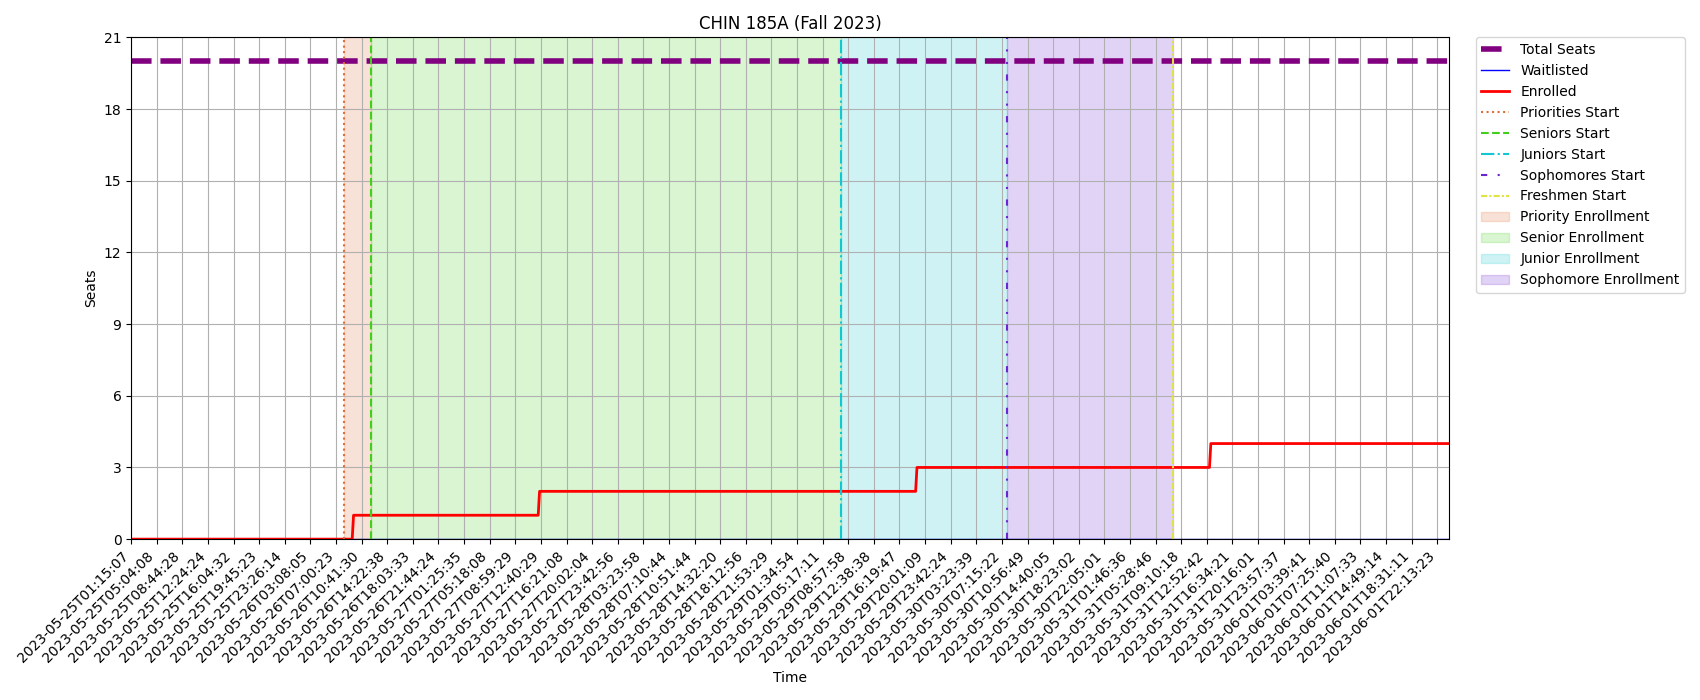 CHIN 185A (Fall 2023)
21
18
15
12
9
6
3
0
Seats
2023-05-25T01:15:07
2023-05-25T05:04:08
2023-05-25T08:44:28
2023-05-25T12:24:24
2023-05-25T16:04:32
2023-05-25T19:45:23
2023-05-25T23:26:14
2023-05-26T03:08:05
2023-05-26T07:00:23
2023-05-26T10:41:30
2023-05-26T14:22:38
2023-05-26T18:03:33
2023-05-26T21:44:24
2023-05-27T01:25:35
2023-05-27T05:18:08
2023-05-27T08:59:29
2023-05-27T12:40:29
2023-05-27T16:21:08
2023-05-27T20:02:04
2023-05-27T23:42:56
2023-05-28T03:23:58
2023-05-28T07:10:44
2023-05-28T10:51:44
2023-05-28T14:32:20
2023-05-28T18:12:56
2023-05-28T21:53:29
2023-05-29T01:34:54
2023-05-29T05:17:11
2023-05-29T08:57:58
2023-05-29T12:38:38
2023-05-29T16:19:47
2023-05-29T20:01:09
2023-05-29T23:42:24
2023-05-30T03:23:39
2023-05-30T07:15:22
2023-05-30T10:56:49
2023-05-30T14:40:05
2023-05-30T18:23:02
2023-05-30T22:05:01
2023-05-31T01:46:36
2023-05-31T05:28:46
2023-05-31T09:10:18
2023-05-31T12:52:42
2023-05-31T16:34:21
2023-05-31T20:16:01
2023-05-31T23:57:37
2023-06-01T03:39:41
2023-06-01T07:25:40
2023-06-01T11:07:33
2023-06-01T14:49:14
2023-06-01T18:31:11
2023-06-01T22:13:23
Time
Total Seats
Waitlisted
Enrolled
Priorities Start
Seniors Start
Juniors Start
Sophomores Start
Freshmen Start
Priority Enrollment
Senior Enrollment
Junior Enrollment
Sophomore Enrollment